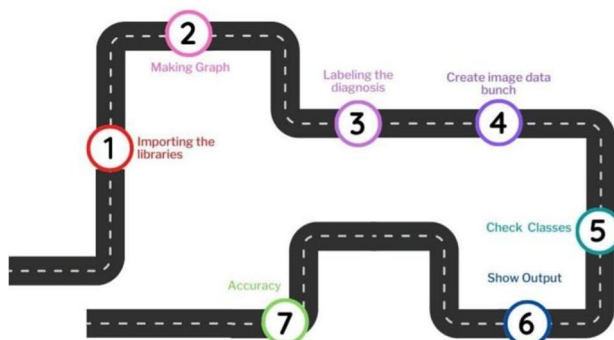 1
Importing the
libraries
2
Making Graph
3
Labeling the
diagnosis
4
Create image data
bunch
5
Check Classes
6
Show Output
7
Accuracy